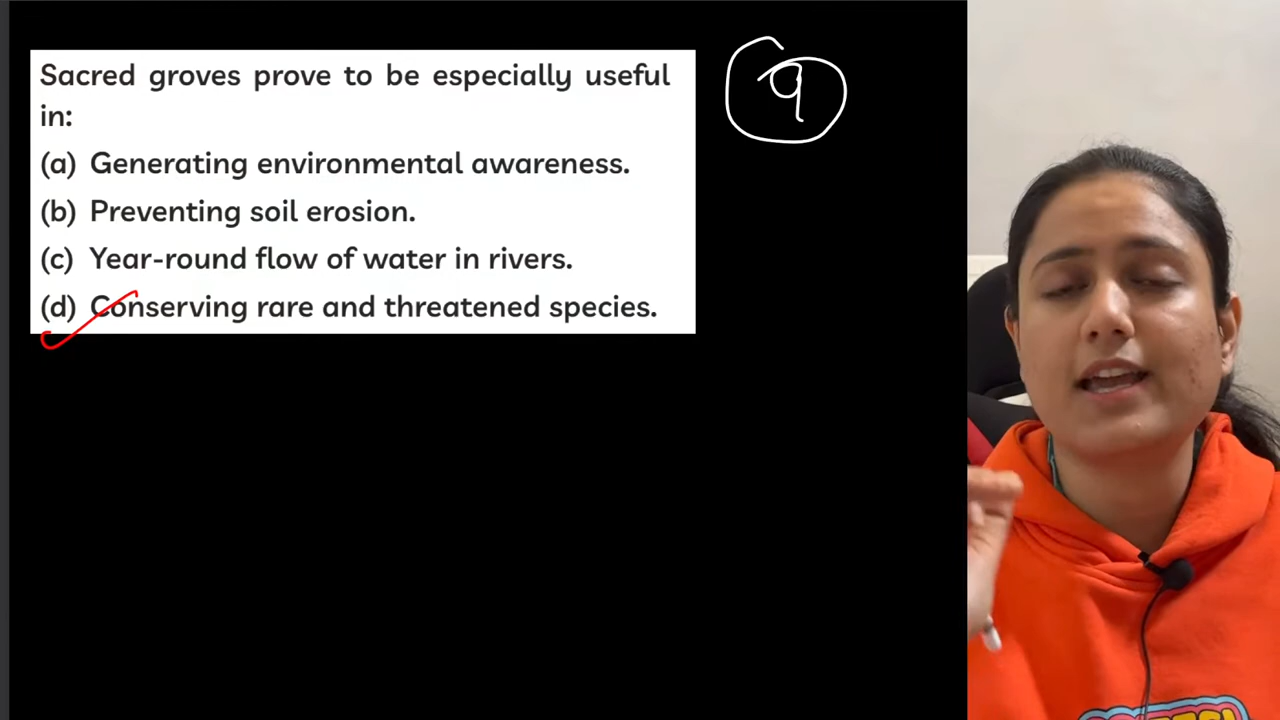 Sacred groves prove to be especially useful
in:
(a) Generating environmental awareness.
(b) Preventing soil erosion.
(c) Year-round flow of water in rivers.
(d) Conserving rare and threatened species.
9